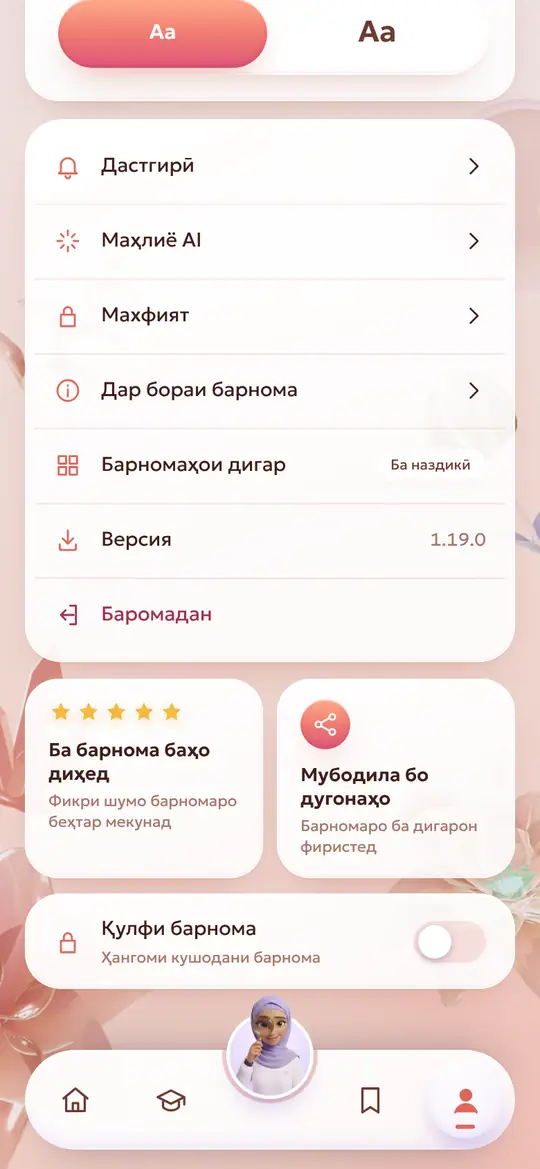 Aa Aa
Дастгирӣ
Маҳлиё AI
Махфият
Дар бораи барнома
Барномаҳои дигар Ба наздикӣ
Версия 1.19.0
Баромадан
Ба барнома баҳо
диҳед
Фикри шумо барномаро
беҳтар мекунад
Мубодила бо
дугонаҳо
Барномаро ба дигарон
фиристед
Қулфи барнома
Ҳангоми кушодани барнома